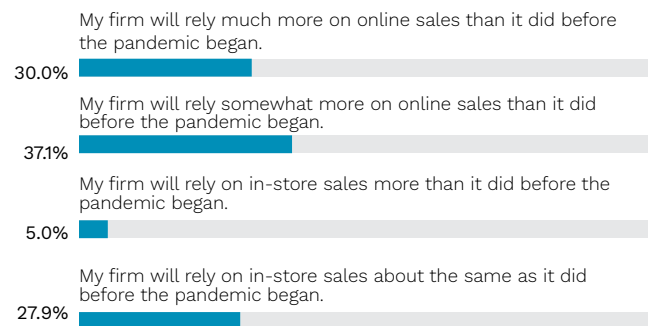 My firm will rely much more on online sales than it did before
the pandemic began.
30.0%
My firm will rely somewhat more on online sales than it did
before the pandemic began.
37.1%
My firm will rely on in-store sales more than it did before the
pandemic began.
5.0%
My firm will rely on in-store sales about the same as it did
before the pandemic began.
27.9%